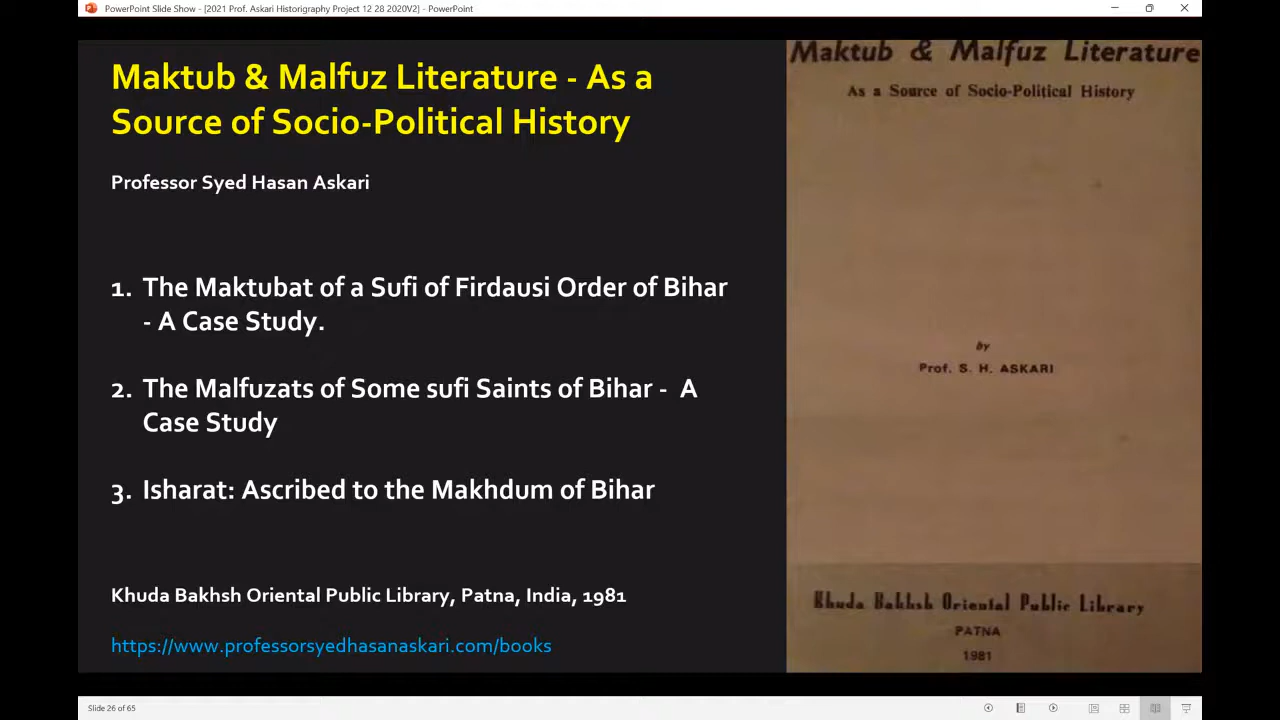 PowerPoint Slide Show - [2021 Prof. Askari Historigraphy Project 12 28 2020V2] - PowerPoint
Maktub & Malfuz Literature - As a
Source of Socio-Political History
Professor Syed Hasan Askari
1. The Maktubat of a Sufi of Firdausi Order of Bihar
- A Case Study.
2. The Malfuzats of Some sufi Saints of Bihar - A
Case Study
3. Isharat: Ascribed to the Makhdum of Bihar
Khuda Bakhsh Oriental Public Library, Patna, India, 1981
https://www.professorsyedhasanaskari.com/books
Maktub & Malfuz Literature
As a Source of Socio-Political History
by
Prof. S. H. ASKARI
Khuda Bakhsh Oriental Public Library
PATNA
1981
Slide 26 of 65